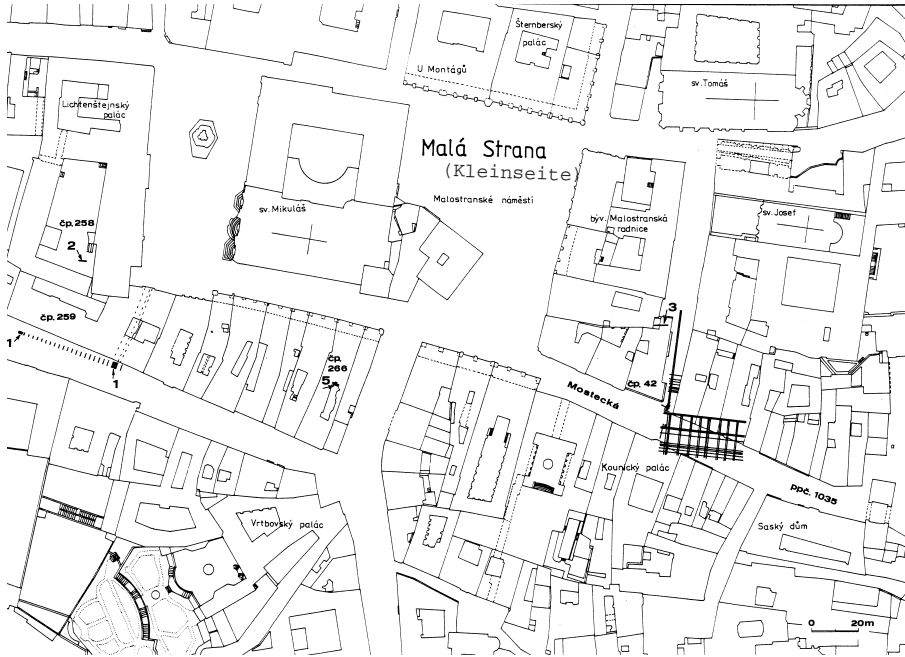 Šternberský
palác
U Montágů
sv. Tomáš
Lichtenštejnský
palác
Malá Strana
(Kleinseite)
Malostranské náměstí
sv. Mikuláš
býv. Malostranská
radnice
sv. Josef
čp. 258
2
čp. 259
1
1
čp.
266
5
3
čp. 42
Mostecká
Kounický palác
ppč. 1035
Saský dům
Vrtbovský palác
0 20m